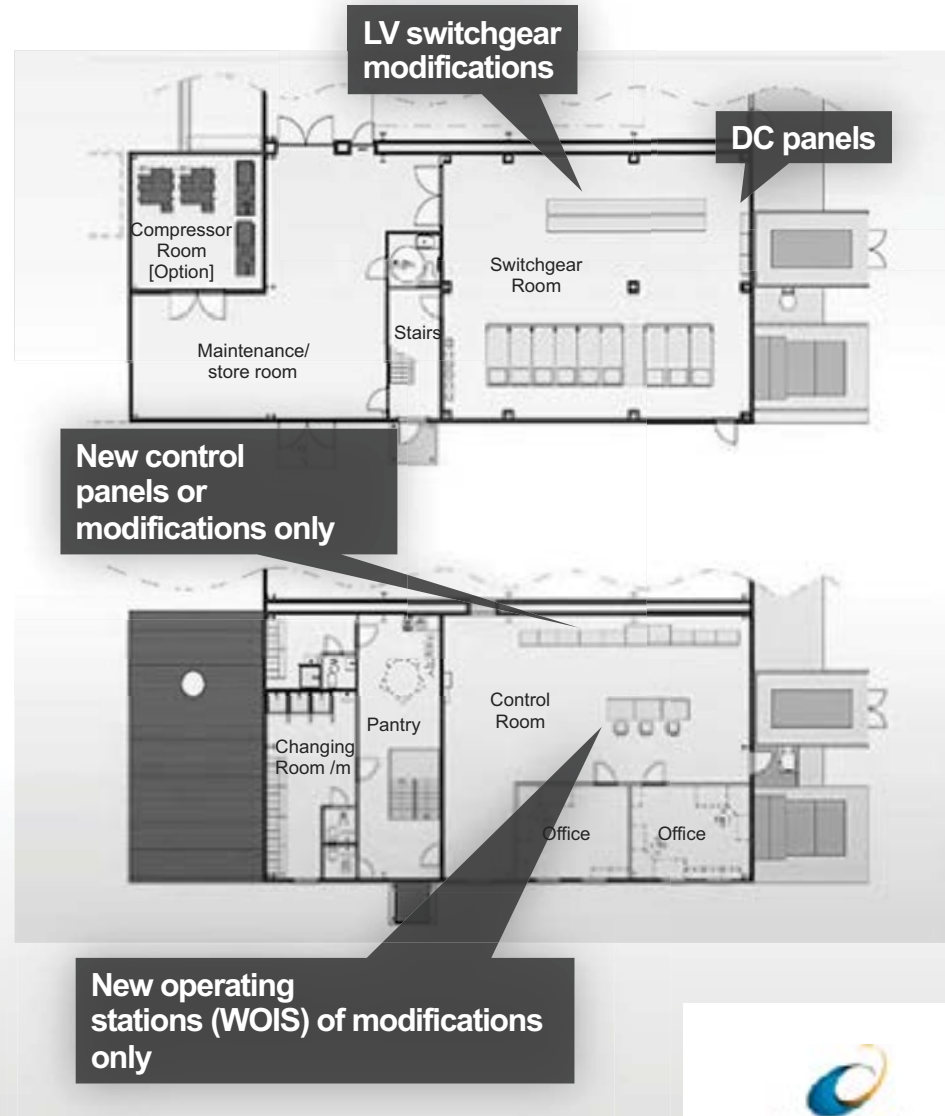 LV switchgear
modifications
DC panels
Compressor
Room
[Option]
Switchgear
Room
Stairs
Maintenance/
store room
New control
panels or
modifications only
Control
Room
Pantry
Changing
Room /m
Office
Office
New operating
stations (WOIS) of modifications
only